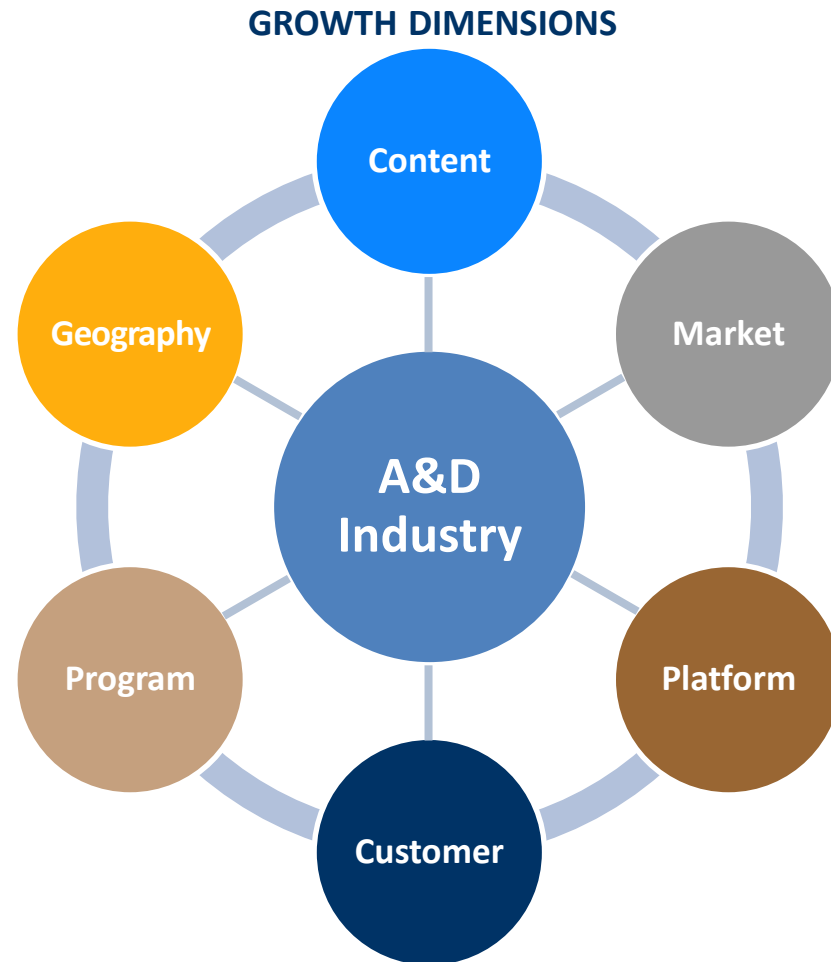 GROWTH DIMENSIONS
Content
Geography
Market
A&D
Industry
Program
Platform
Customer